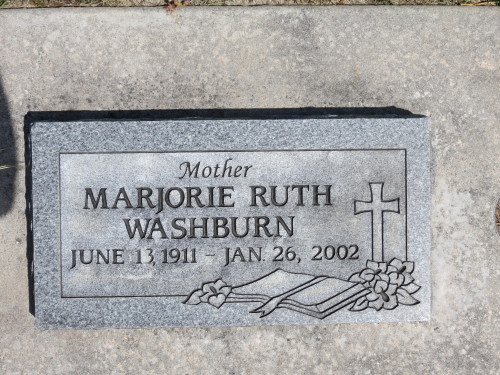 Mother
MARJORIE RUTH
WASHBURN
JUNE 13, 1911 – JAN. 26, 2002